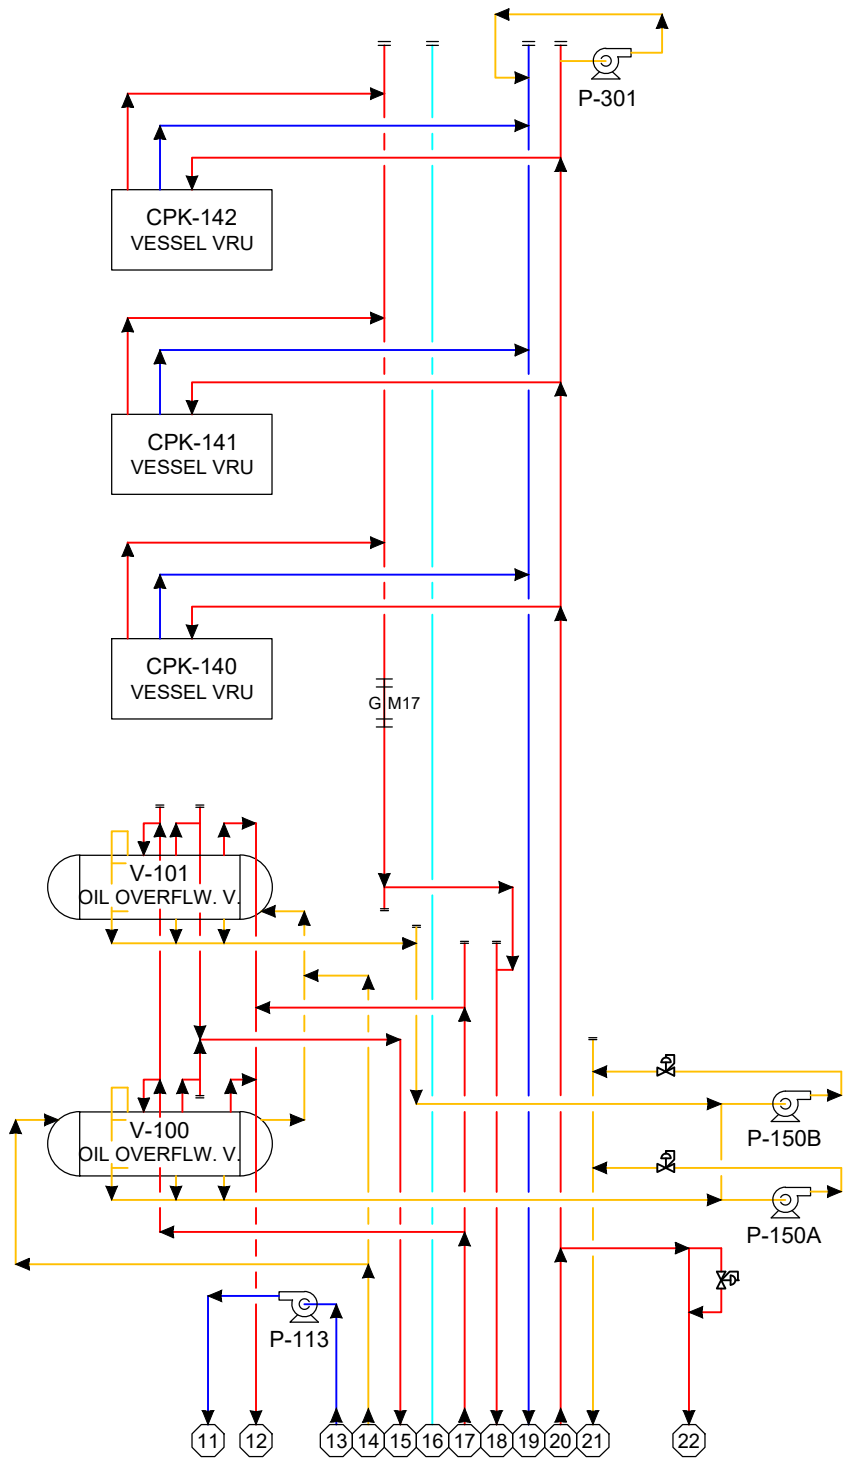 P-301
CPK-142
VESSEL VRU
CPK-141
VESSEL VRU
CPK-140
VESSEL VRU
G M17
V-101
OIL OVERFLW. V.
V-100
OIL OVERFLW. V.
P-150B
P-150A
P-113
11 12 13 14 15 16 17 18 19 20 21 22